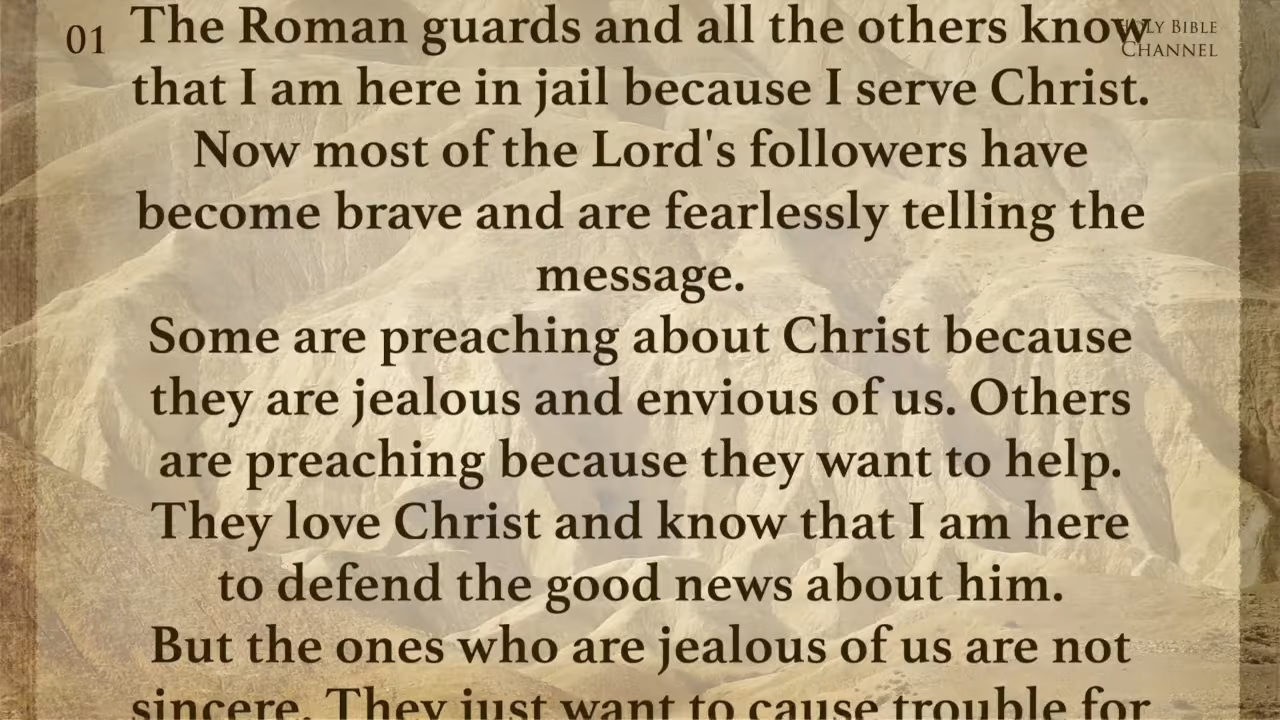 01
The Roman guards and all the others know
HOLY BIBLE
CHANNEL
that I am here in jail because I serve Christ.
Now most of the Lord's followers have
become brave and are fearlessly telling the
message.
Some are preaching about Christ because
they are jealous and envious of us. Others
are preaching because they want to help.
They love Christ and know that I am here
to defend the good news about him.
But the ones who are jealous of us are not
sincere. They just want to cause trouble for